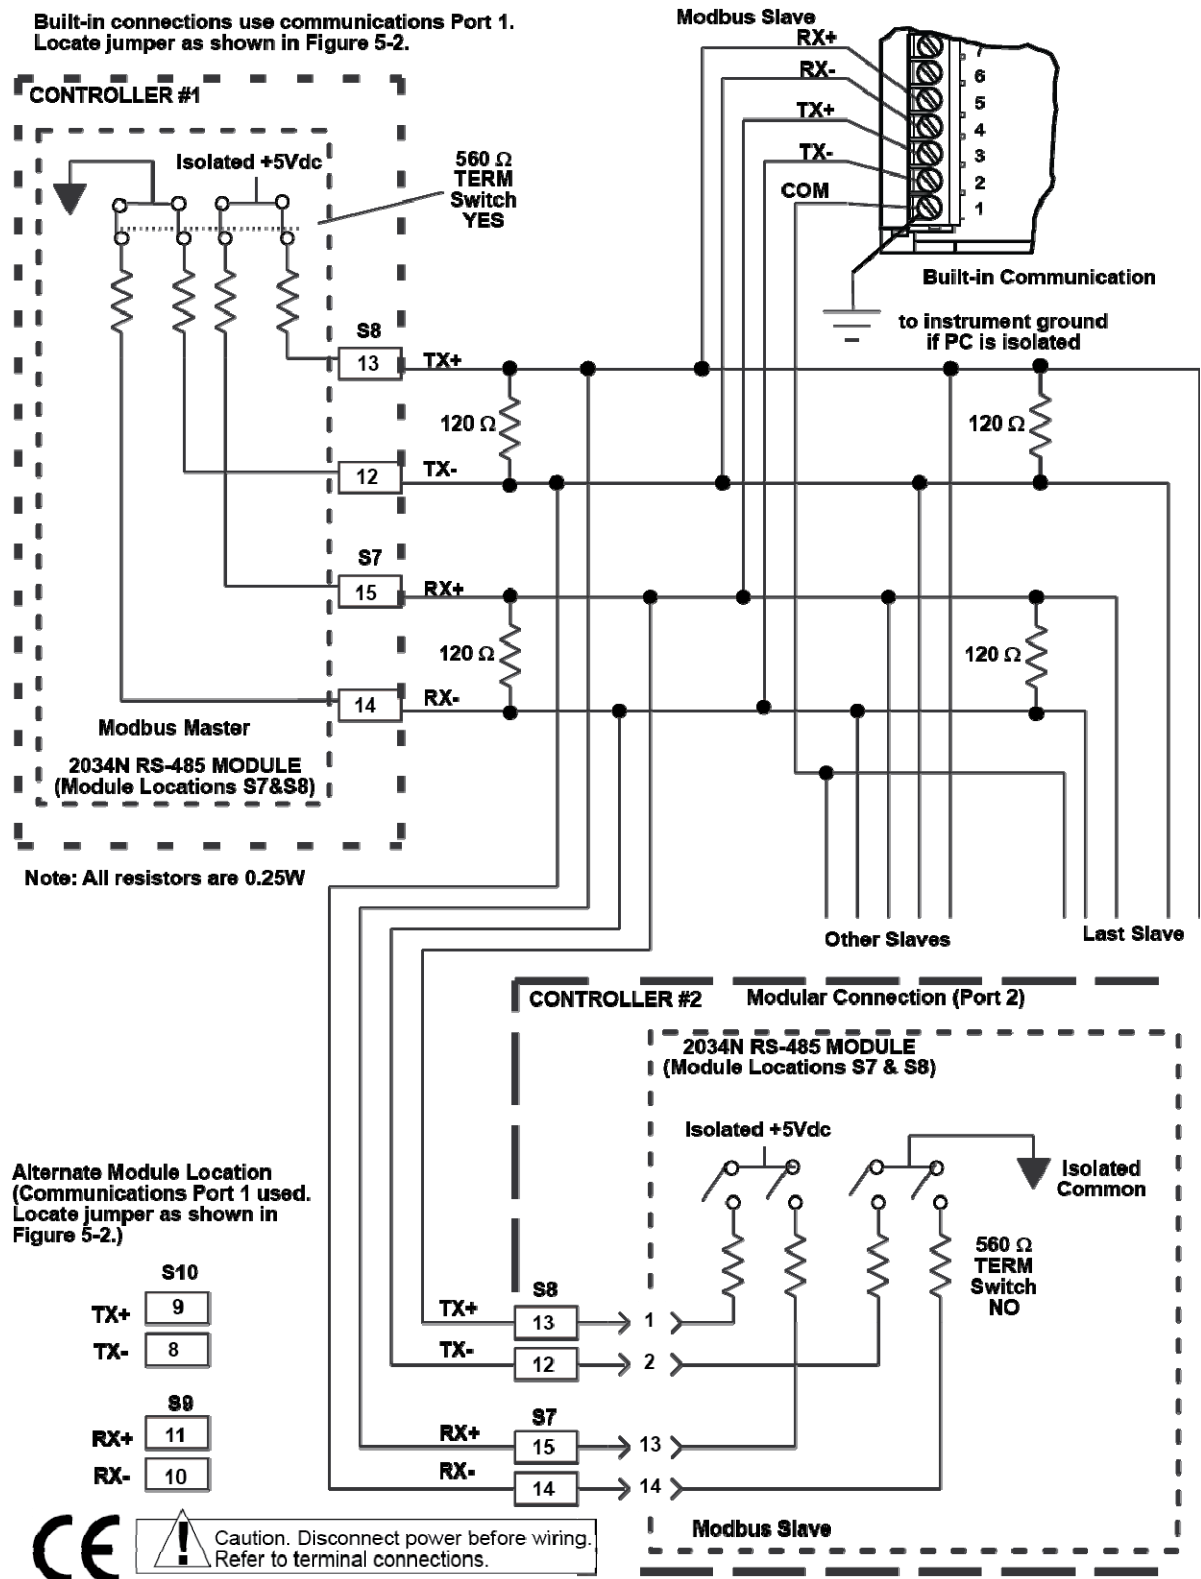 Built-in connections use communications Port 1.
Locate jumper as shown in Figure 5-2.
Modbus Slave
RX+
RX-
TX+
TX-
COM
7
6
5
4
3
2
1
Built-in Communication
to instrument ground
if PC is isolated
CONTROLLER #1
Isolated +5Vdc
560 Ω
TERM
Switch
YES
S8
13
TX+
120 Ω
120 Ω
12
TX-
S7
15
RX+
120 Ω
120 Ω
14
RX-
Modbus Master
2034N RS-485 MODULE
(Module Locations S7&S8)
Note: All resistors are 0.25W
Other Slaves
Last Slave
CONTROLLER #2
Modular Connection (Port 2)
2034N RS-485 MODULE
(Module Locations S7 & S8)
Isolated +5Vdc
Isolated
Common
560 Ω
TERM
Switch
NO
S8
TX+
13
1
TX-
12
2
S7
RX+
15
13
RX-
14
14
Modbus Slave
Alternate Module Location
(Communications Port 1 used.
Locate jumper as shown in
Figure 5-2.)
S10
TX+
9
TX-
8
S9
RX+
11
RX-
10
CE
!
Caution. Disconnect power before wiring.
Refer to terminal connections.